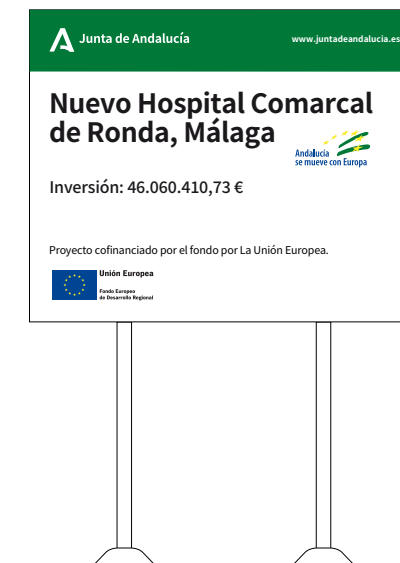 Junta de Andalucía
www.juntadeandalucia.es
Nuevo Hospital Comarcal
de Ronda, Málaga
Andalucía
se mueve con Europa
Inversión: 46.060.410,73 €
Proyecto cofinanciado por el fondo por La Unión Europea.
Unión Europea
Fondo Europeo
de Desarrollo Regional